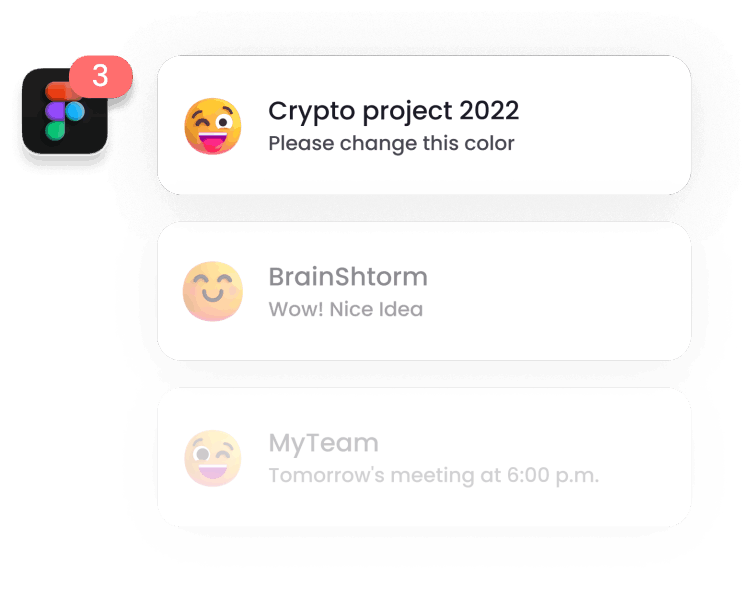 3
Crypto project 2022
Please change this color
BrainShtorm
Wow! Nice Idea
MyTeam
Tomorrow's meeting at 6:00 p.m.